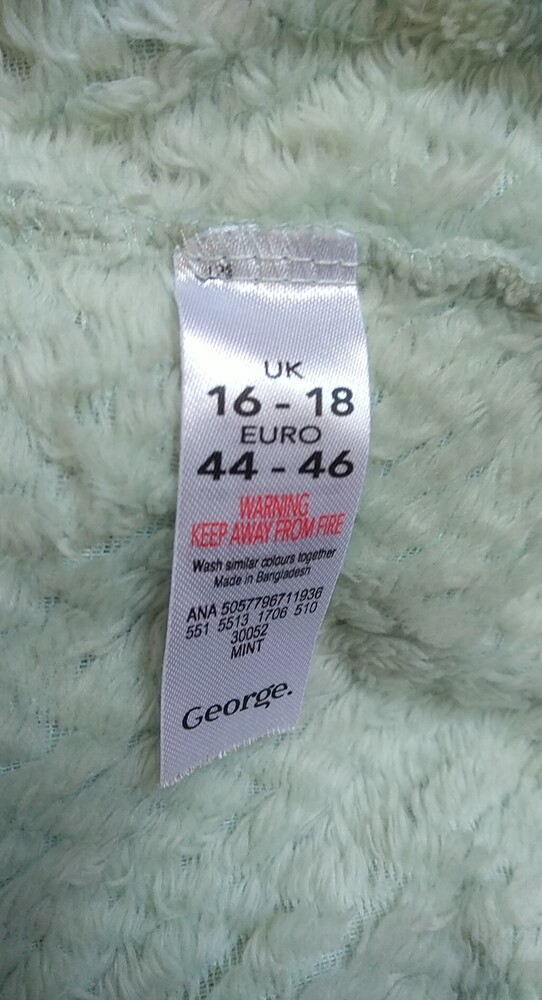 UK
16 - 18
EURO
44 - 46
WARNING
KEEP AWAY FROM FIRE
Wash similar colours together
Made in Bangladesh
ANA 5057796711936
551 5513 1706 510
30052
MINT
George.